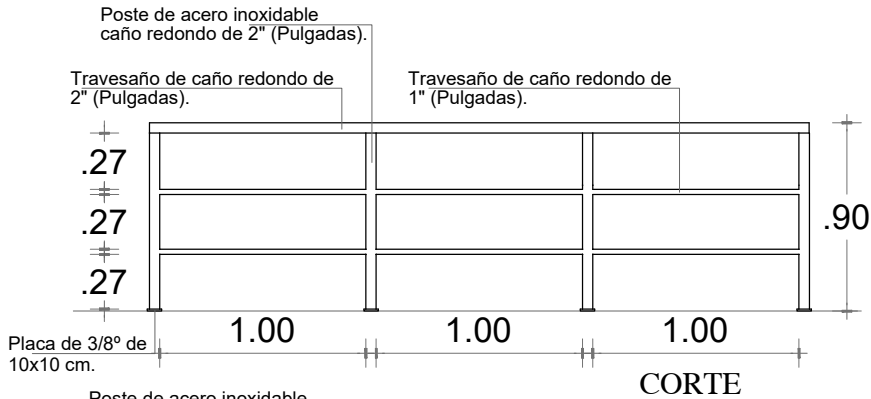 Poste de acero inoxidable
caño redondo de 2" (Pulgadas).
Travesaño de caño redondo de
2" (Pulgadas).
Travesaño de caño redondo de
1" (Pulgadas).
.27
.27
.27
.90
Placa de 3/8º de
10x10 cm.
1.00
1.00
1.00
CORTE
Poste de acero inoxidable